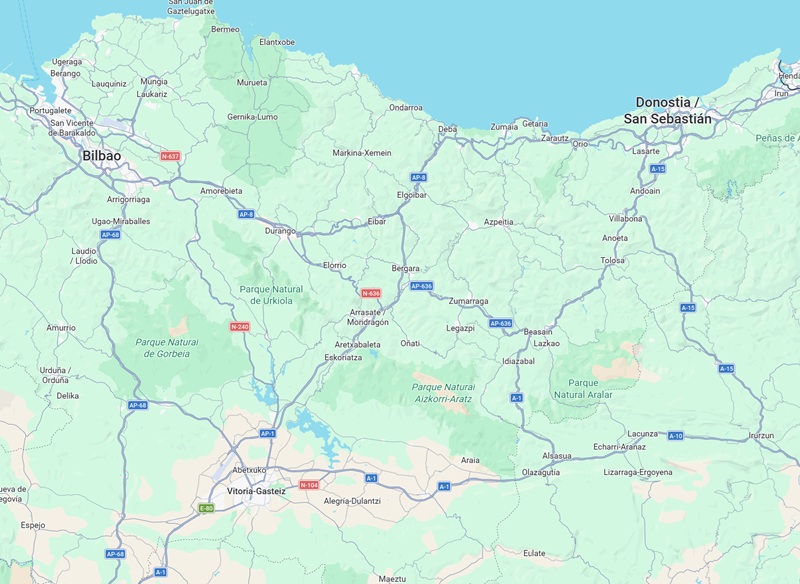 San Juan de
Gaztelugatxe
Bermeo
Elantxobe
Ugeraga
Berango
Lauquiniz
Mungia
Laukariz
Murueta
Portugalete
San Vicente
de Barakaldo
Gernika-Lumo
Ondarroa
Deba
Zumaia
Getaria
Zarautz
Orio
Donostia /
San Sebastián
Irun
Lasarte
Bilbao
N-637
Markina-Xemein
A-15
AP-8
Andoain
Arrigorriaga
Amorebieta
Elgoibar
AP-8
Ugao-Miraballes
Eibar
Azpeitia
Villabona
AP-68
Durango
Anoeta
Laudio
/ Llodio
Elorrio
Bergara
Tolosa
Parque Natural
de Urkiola
AP-636
N-636
Zumarraga
A-15
Arrasate /
Mondragón
Amurrio
N-240
Legazpi
AP-636
Beasain
Parque Natural
de Gorbeia
Aretxabaleta
Oñati
Lazkao
Eskoriatza
Idiazabal
Urduña /
Orduña
Delika
Parque Natural
Aizkorri-Aratz
Parque
Natural Aralar
A-15
A-1
AP-68
AP-1
Lacunza
A-10
Irurzun
Echarri-Aranaz
Alsasua
Araia
Abetxuko
Olazagutia
Lizarraga-Ergoyena
A-1
N-104
A-1
Vitoria-Gasteiz
Alegría-Dulantzi
E-80
Espejo
Eulate
AP-68
A-1
Maeztu